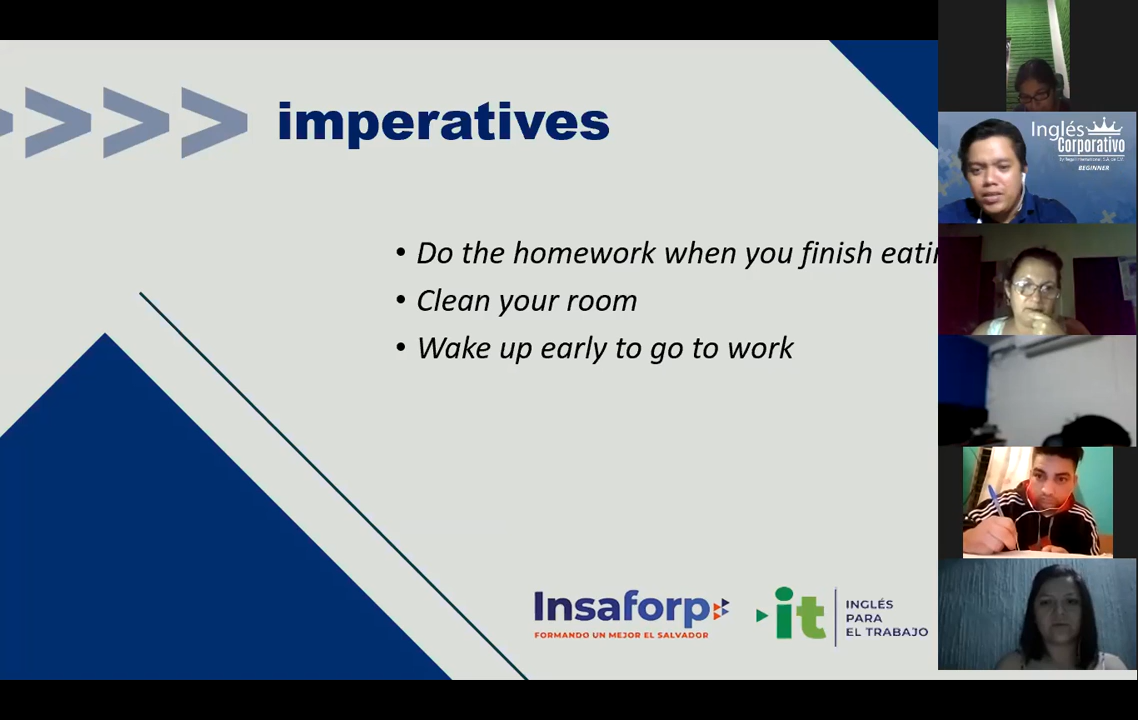 imperatives
• Do the homework when you finish
• Clean your room
• Wake up early to go to work
Insaforp
FORMANDO UN MEJOR EL SALVADOR
it
INGLÉS
PARA
EL TRABAJO
Inglés
Corporativo
BEGINNER